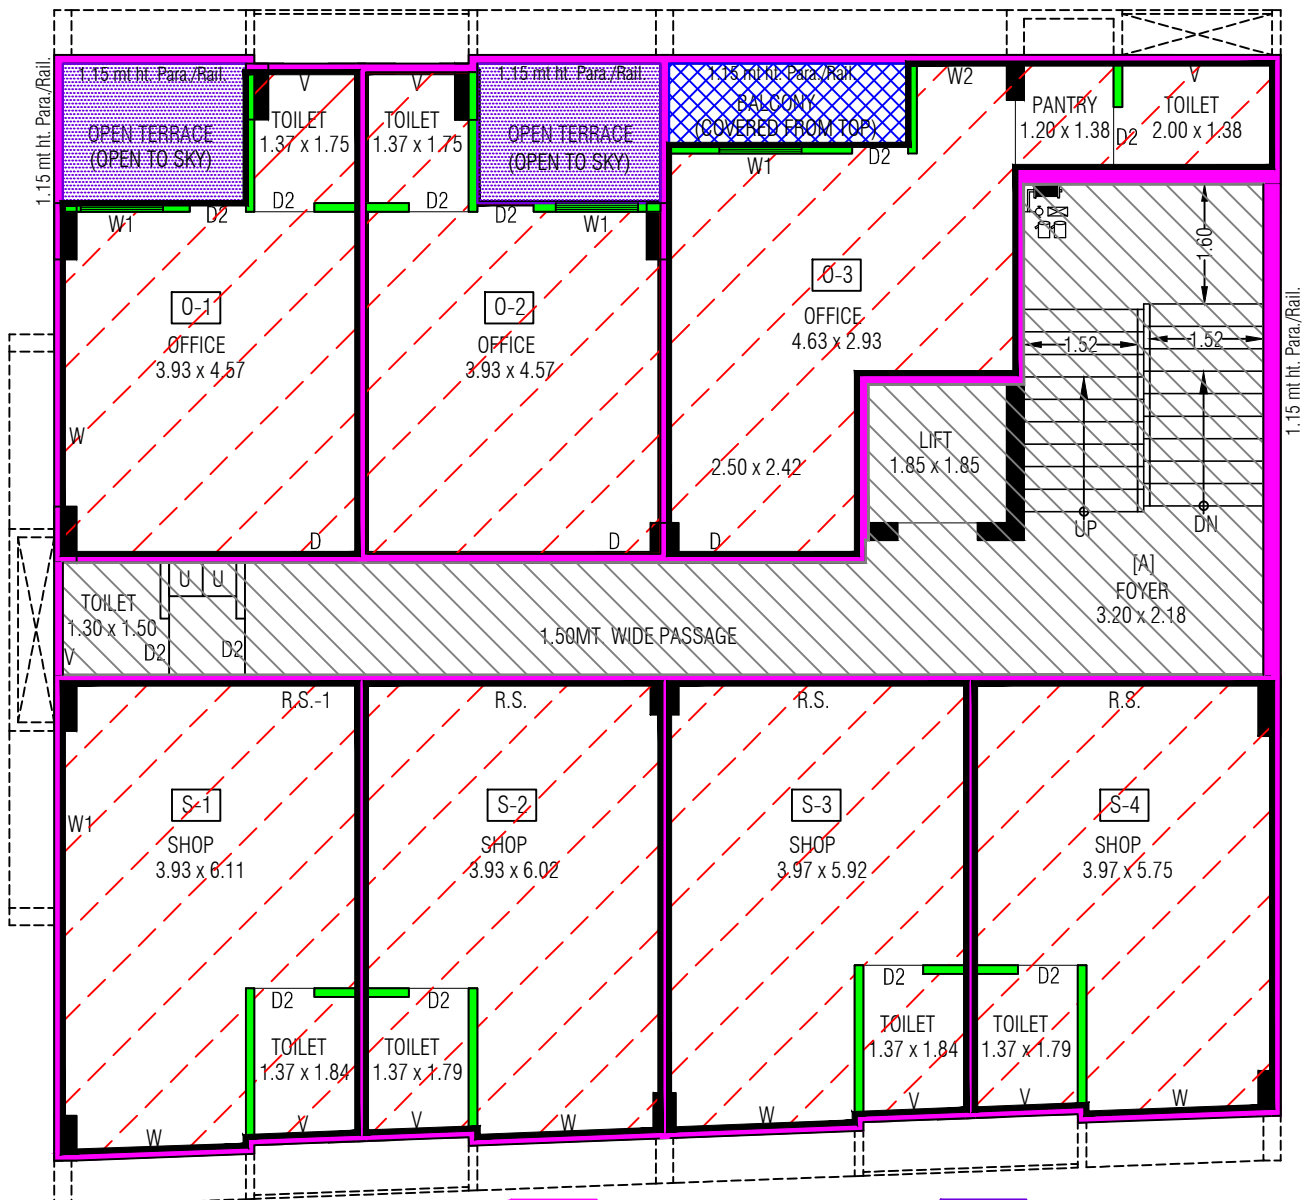 1.15 mt ht. Para./Rail.
1.15 mt ht. Para./Rail.
1.15 mt ht. Para./Rail.
1.15 mt ht. Para./Rail.
OPEN TERRACE
(OPEN TO SKY)
V
TOILET
1.37 x 1.75
D2
V
TOILET
1.37 x 1.75
D2
OPEN TERRACE
(OPEN TO SKY)
BALCONY
(COVERED FROM TOP)
W2
PANTRY
1.20 x 1.38
D2
V
TOILET
2.00 x 1.38
W1
D2
D2
W1
W1
D2
O-1
OFFICE
3.93 x 4.57
W
D
O-2
OFFICE
3.93 x 4.57
D
O-3
OFFICE
4.63 x 2.93
2.50 x 2.42
D
LIFT
1.85 x 1.85
1.60
1.52
1.52
UP
DN
1.15 mt ht. Para./Rail.
[A]
FOYER
3.20 x 2.18
TOILET
1.30 x 1.50
V
D2
U
U
D2
1.50MT WIDE PASSAGE
R.S.-1
R.S.
R.S.
R.S.
S-1
SHOP
3.93 x 6.11
W1
S-2
SHOP
3.93 x 6.02
S-3
SHOP
3.97 x 5.92
S-4
SHOP
3.97 x 5.75
D2
TOILET
1.37 x 1.84
V
W
D2
TOILET
1.37 x 1.79
V
W
D2
TOILET
1.37 x 1.84
V
W
D2
TOILET
1.37 x 1.79
V
W